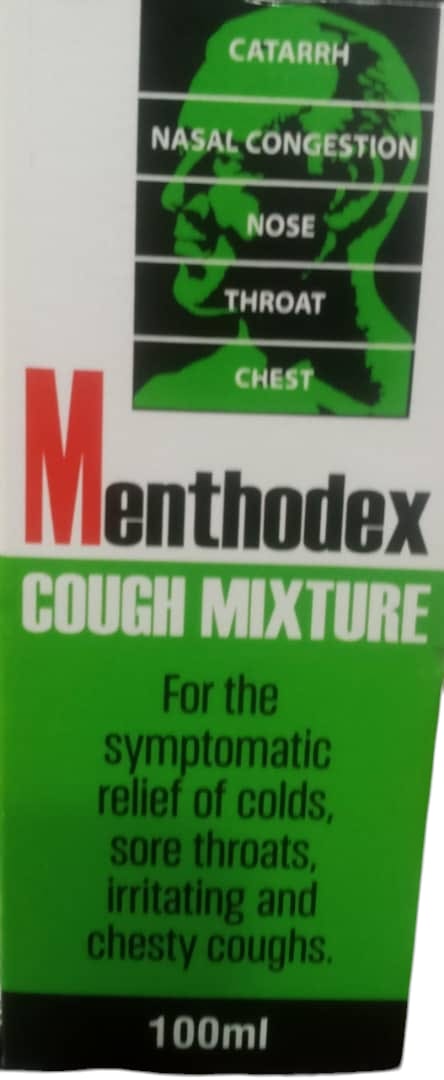 CATARRH
NASAL CONGESTION
NOSE
THROAT
CHEST
Menthodex
COUGH MIXTURE
For the
symptomatic
relief of colds,
sore throats,
irritating and
chesty coughs.
100ml